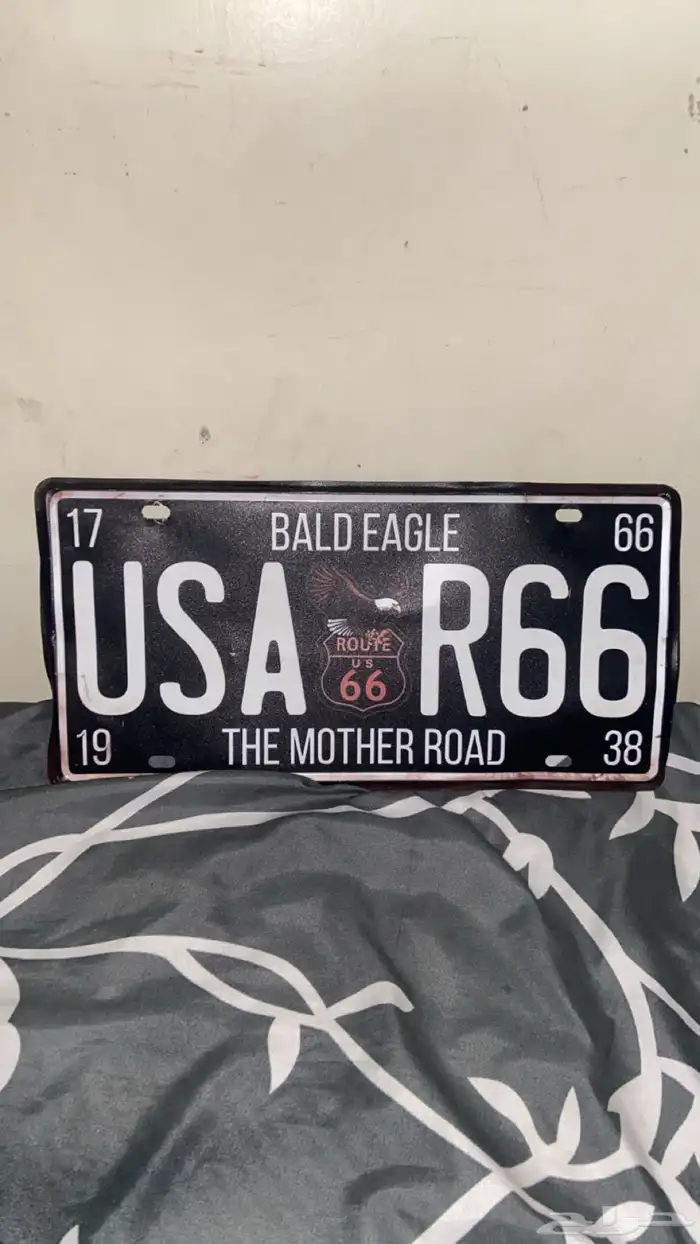 17 BALD EAGLE 66
USA R66
ROUTE
US
66
19 THE MOTHER ROAD 38
حراج